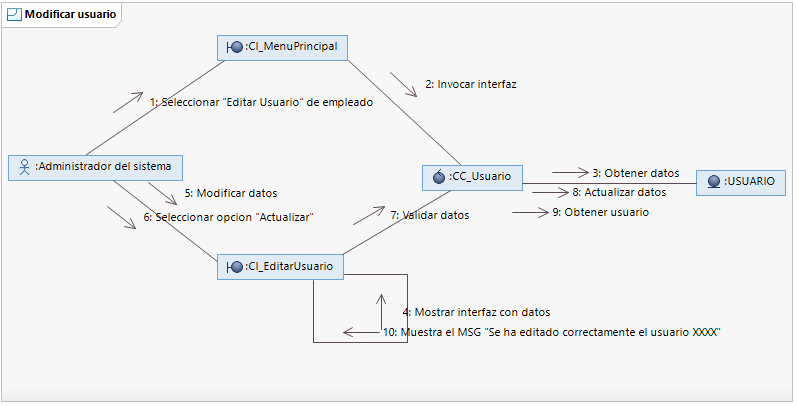 Modificar usuario
:CI_MenuPrincipal
2: Invocar interfaz
1: Seleccionar "Editar Usuario" de empleado
:Administrador del sistema
:CC_Usuario
3: Obtener datos
:USUARIO
5: Modificar datos
8: Actualizar datos
6: Seleccionar opcion "Actualizar"
7: Validar datos
9: Obtener usuario
:CI_EditarUsuario
4: Mostrar interfaz con datos
10: Muestra el MSG "Se ha editado correctamente el usuario XXXX"